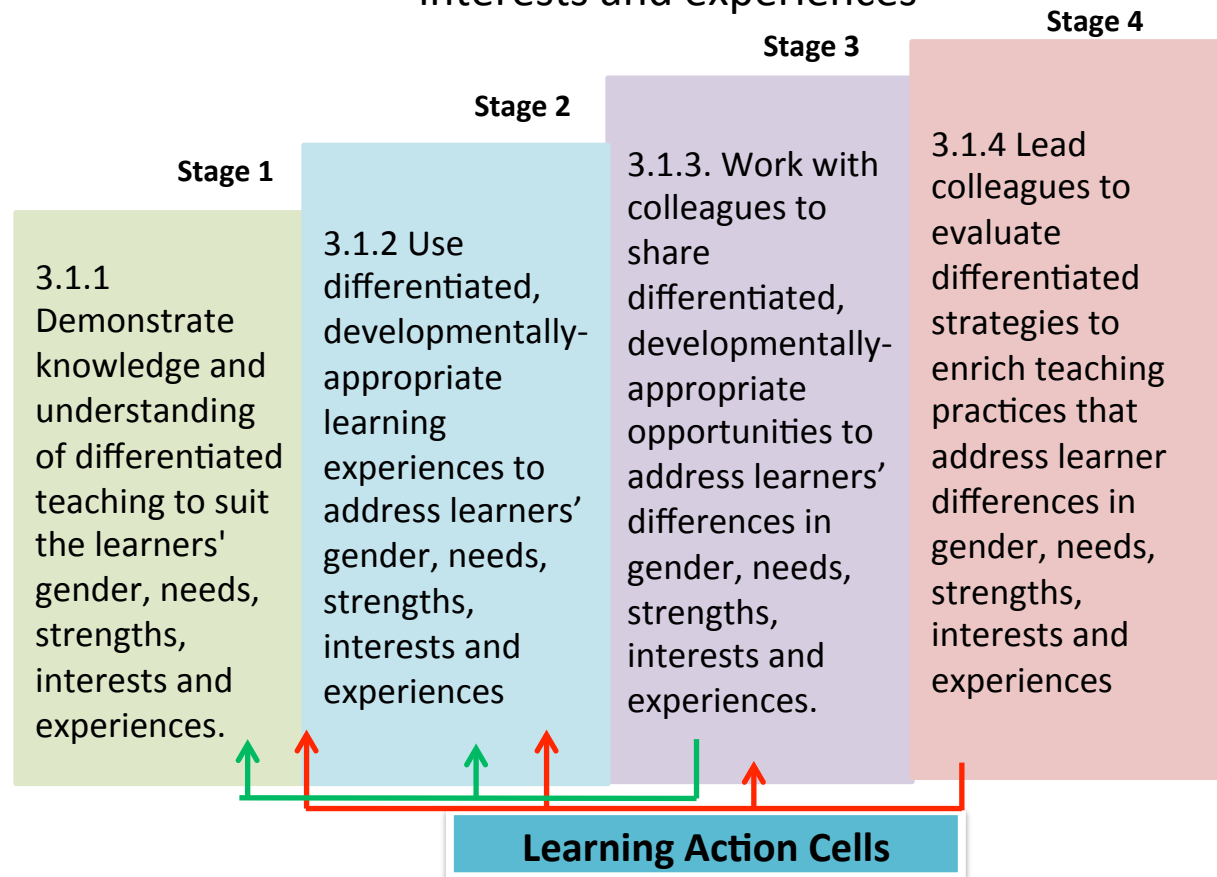 interests and experiences
Stage 1
3.1.1
Demonstrate
knowledge and
understanding
of differentiated
teaching to suit
the learners'
gender, needs,
strengths,
interests and
experiences.
Stage 2
3.1.2 Use
differentiated,
developmentally-
appropriate
learning
experiences to
address learners’
gender, needs,
strengths,
interests and
experiences
Stage 3
3.1.3. Work with
colleagues to
share
differentiated,
developmentally-
appropriate
opportunities to
address learners’
differences in
gender, needs,
strengths,
interests and
experiences.
Stage 4
3.1.4 Lead
colleagues to
evaluate
differentiated
strategies to
enrich teaching
practices that
address learner
differences in
gender, needs,
strengths,
interests and
experiences
Learning Action Cells